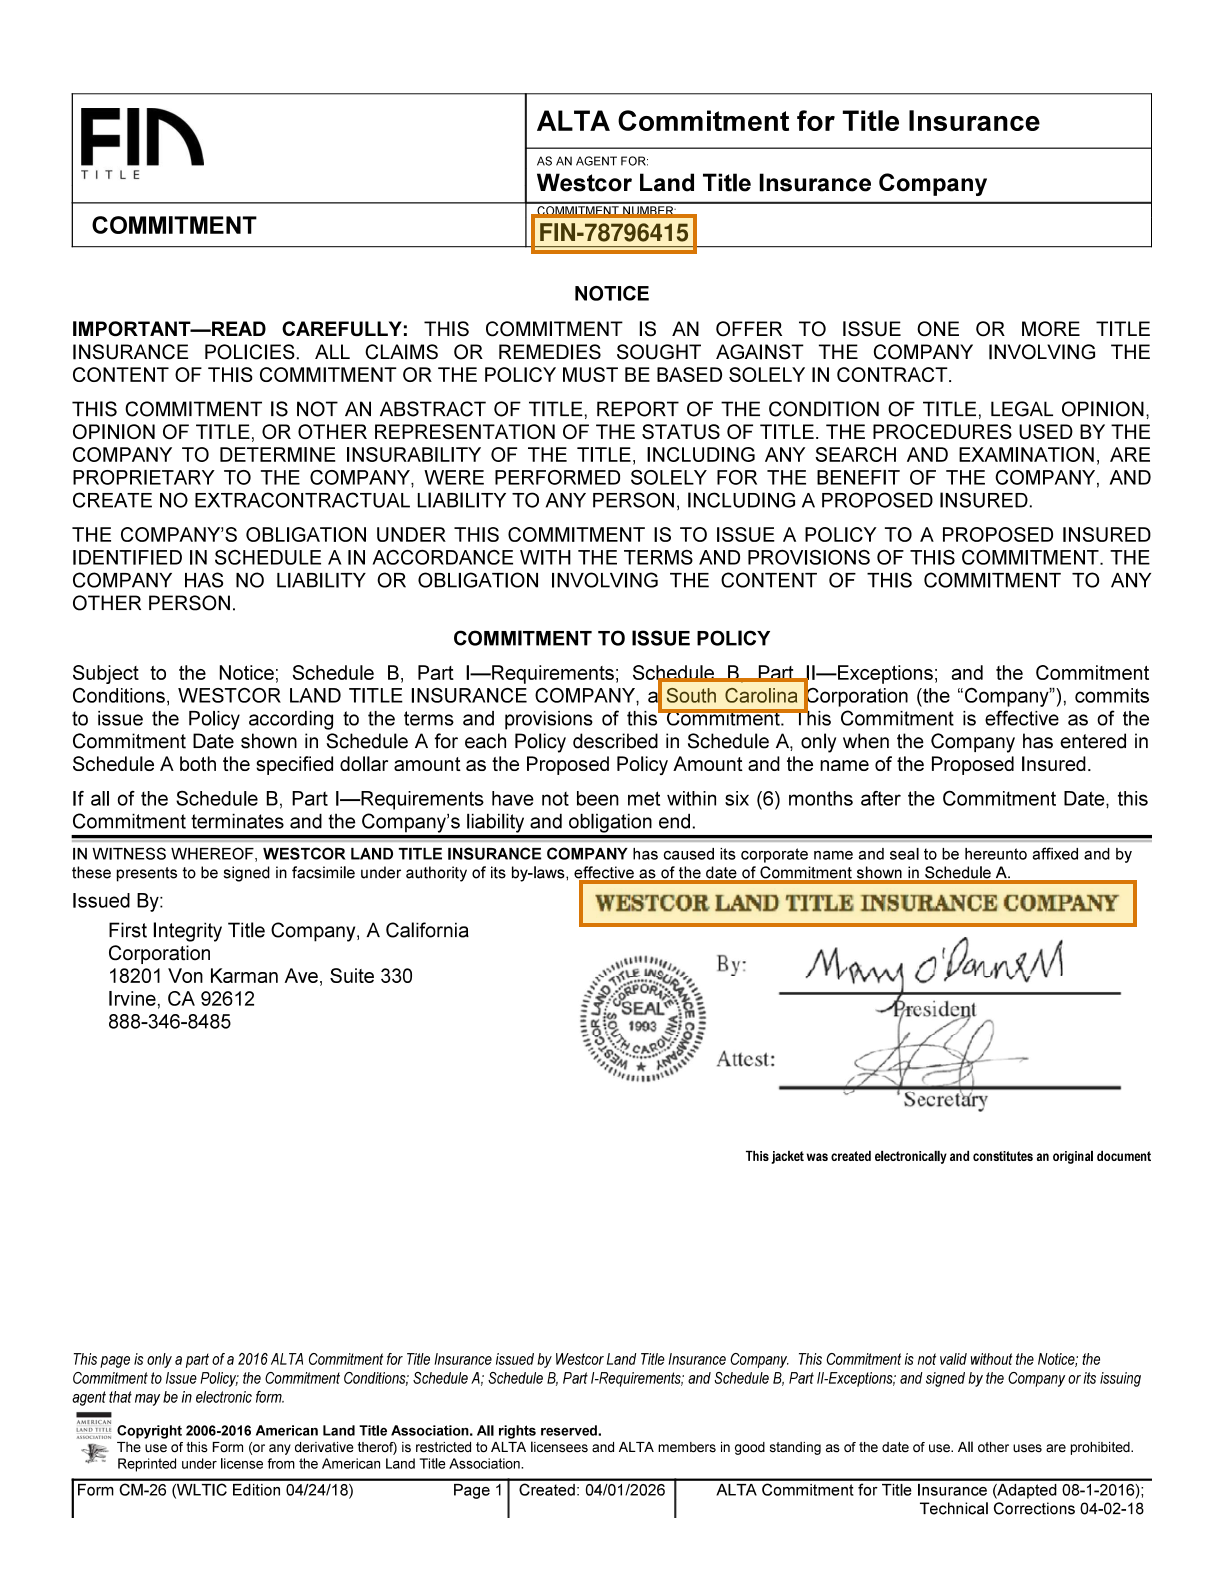 FIN
TITLE
ALTA Commitment for Title Insurance
AS AN AGENT FOR:
Westcor Land Title Insurance Company
COMMITMENT
COMMITMENT NUMBER:
FIN-78796415
NOTICE
IMPORTANT—READ CAREFULLY: THIS COMMITMENT IS AN OFFER TO ISSUE ONE OR MORE TITLE
INSURANCE POLICIES. ALL CLAIMS OR REMEDIES SOUGHT AGAINST THE COMPANY INVOLVING THE
CONTENT OF THIS COMMITMENT OR THE POLICY MUST BE BASED SOLELY IN CONTRACT.
THIS COMMITMENT IS NOT AN ABSTRACT OF TITLE, REPORT OF THE CONDITION OF TITLE, LEGAL OPINION,
OPINION OF TITLE, OR OTHER REPRESENTATION OF THE STATUS OF TITLE. THE PROCEDURES USED BY THE
COMPANY TO DETERMINE INSURABILITY OF THE TITLE, INCLUDING ANY SEARCH AND EXAMINATION, ARE
PROPRIETARY TO THE COMPANY, WERE PERFORMED SOLELY FOR THE BENEFIT OF THE COMPANY, AND
CREATE NO EXTRACONTRACTUAL LIABILITY TO ANY PERSON, INCLUDING A PROPOSED INSURED.
THE COMPANY’S OBLIGATION UNDER THIS COMMITMENT IS TO ISSUE A POLICY TO A PROPOSED INSURED
IDENTIFIED IN SCHEDULE A IN ACCORDANCE WITH THE TERMS AND PROVISIONS OF THIS COMMITMENT. THE
COMPANY HAS NO LIABILITY OR OBLIGATION INVOLVING THE CONTENT OF THIS COMMITMENT TO ANY
OTHER PERSON.
COMMITMENT TO ISSUE POLICY
Subject to the Notice; Schedule B, Part I—Requirements; Schedule B, Part II—Exceptions; and the Commitment
Conditions, WESTCOR LAND TITLE INSURANCE COMPANY, a South Carolina Corporation (the “Company”), commits
to issue the Policy according to the terms and provisions of this Commitment. This Commitment is effective as of the
Commitment Date shown in Schedule A for each Policy described in Schedule A, only when the Company has entered in
Schedule A both the specified dollar amount as the Proposed Policy Amount and the name of the Proposed Insured.
If all of the Schedule B, Part I—Requirements have not been met within six (6) months after the Commitment Date, this
Commitment terminates and the Company’s liability and obligation end.
IN WITNESS WHEREOF, WESTCOR LAND TITLE INSURANCE COMPANY has caused its corporate name and seal to be hereunto affixed and by
these presents to be signed in facsimile under authority of its by-laws, effective as of the date of Commitment shown in Schedule A.
Issued By:
First Integrity Title Company, A California
Corporation
18201 Von Karman Ave, Suite 330
Irvine, CA 92612
888-346-8485
WESTCOR LAND TITLE INSURANCE COMPANY
WESTCOR LAND TITLE INSURANCE COMPANY
CORPORATE
SEAL
1993
SOUTH CAROLINA
By: Mary O'Donnell
President
Attest:
Secretary
This jacket was created electronically and constitutes an original document
This page is only a part of a 2016 ALTA Commitment for Title Insurance issued by Westcor Land Title Insurance Company. This Commitment is not valid without the Notice; the
Commitment to Issue Policy; the Commitment Conditions; Schedule A; Schedule B, Part I-Requirements; and Schedule B, Part II-Exceptions; and signed by the Company or its issuing
agent that may be in electronic form.
AMERICAN
LAND TITLE
ASSOCIATION
Copyright 2006-2016 American Land Title Association. All rights reserved.
The use of this Form (or any derivative therof) is restricted to ALTA licensees and ALTA members in good standing as of the date of use. All other uses are prohibited.
Reprinted under license from the American Land Title Association.
Form CM-26 (WLTIC Edition 04/24/18) Page 1 Created: 04/01/2026 ALTA Commitment for Title Insurance (Adapted 08-1-2016);
Technical Corrections 04-02-18